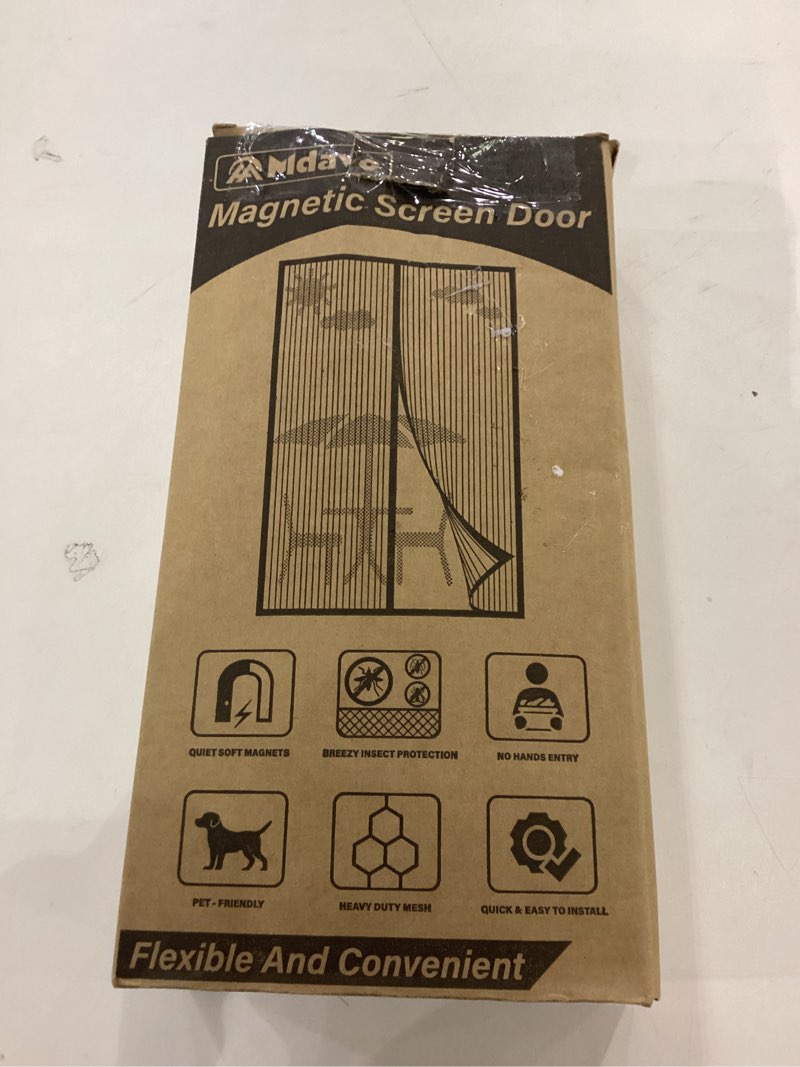 Magnetic Screen Door
QUIET SOFT MAGNETS
BREEZY INSECT PROTECTION
NO HANDS ENTRY
PET - FRIENDLY
HEAVY DUTY MESH
QUICK & EASY TO INSTALL
Flexible And Convenient